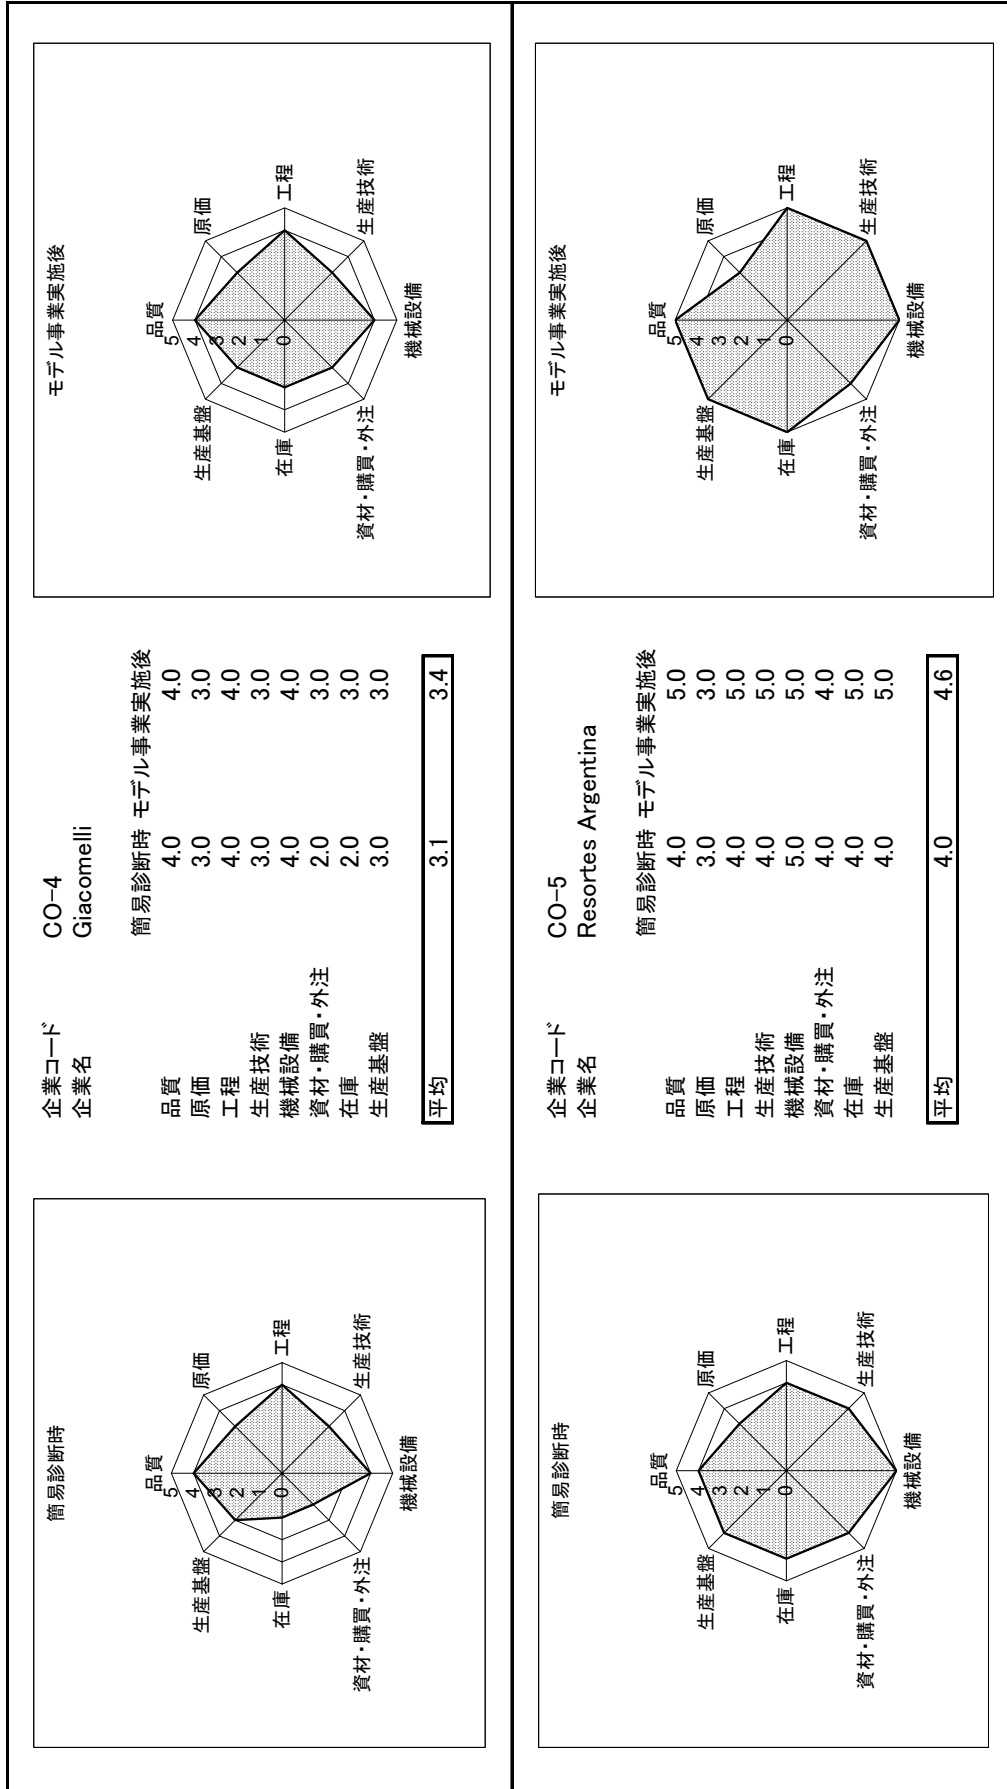 簡易診断時
品質
原価
工程
生産技術
機械設備
資材・購買・外注
在庫
生産基盤
5
4
3
2
1
0
企業コード CO-4
企業名 Giacomelli
簡易診断時 モデル事業実施後
品質 4.0 4.0
原価 3.0 3.0
工程 4.0 4.0
生産技術 3.0 3.0
機械設備 4.0 4.0
資材・購買・外注 2.0 3.0
在庫 2.0 3.0
生産基盤 3.0 3.0
平均 3.1 3.4
モデル事業実施後
品質
原価
工程
生産技術
機械設備
資材・購買・外注
在庫
生産基盤
5
4
3
2
1
0
簡易診断時
品質
原価
工程
生産技術
機械設備
資材・購買・外注
在庫
生産基盤
5
4
3
2
1
0
企業コード CO-5
企業名 Resortes Argentina
簡易診断時 モデル事業実施後
品質 4.0 5.0
原価 3.0 3.0
工程 4.0 5.0
生産技術 4.0 5.0
機械設備 5.0 5.0
資材・購買・外注 4.0 4.0
在庫 4.0 5.0
生産基盤 4.0 5.0
平均 4.0 4.6
モデル事業実施後
品質
原価
工程
生産技術
機械設備
資材・購買・外注
在庫
生産基盤
5
4
3
2
1
0